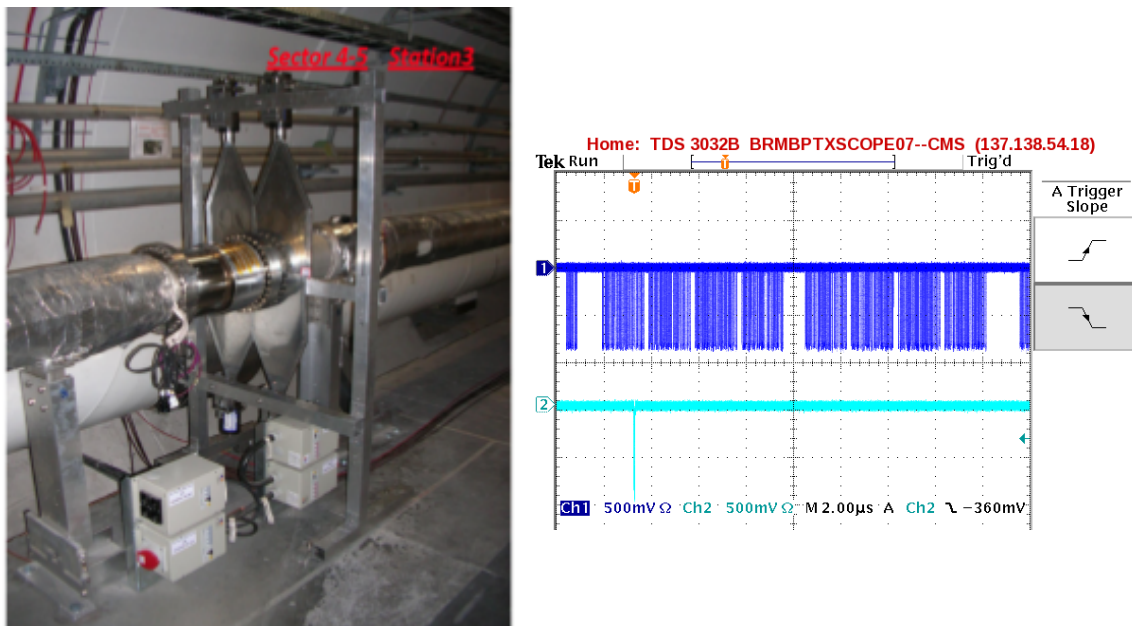 Sector 4-5 Station3
Home: TDS 3032B BRMBPTXSCOPE07--CMS (137.138.54.18)
Tek Run Trig'd
T
T
A Trigger
Slope
1
2
Ch1 500mV Ω Ch2 500mV Ω M 2.00µs A Ch2 -360mV